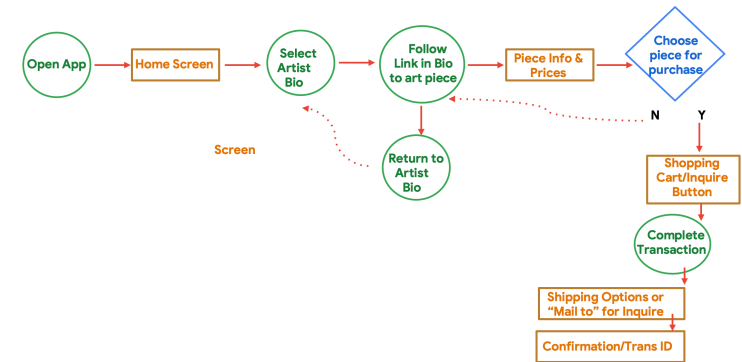 Open App
Home Screen
Select
Artist
Bio
Follow
Link in Bio
to art piece
Piece Info &
Prices
Choose
piece for
purchase
N
Y
Screen
Return to
Artist
Bio
Shopping
Cart/Inquire
Button
Complete
Transaction
Shipping Options or
“Mail to” for Inquire
Confirmation/Trans ID